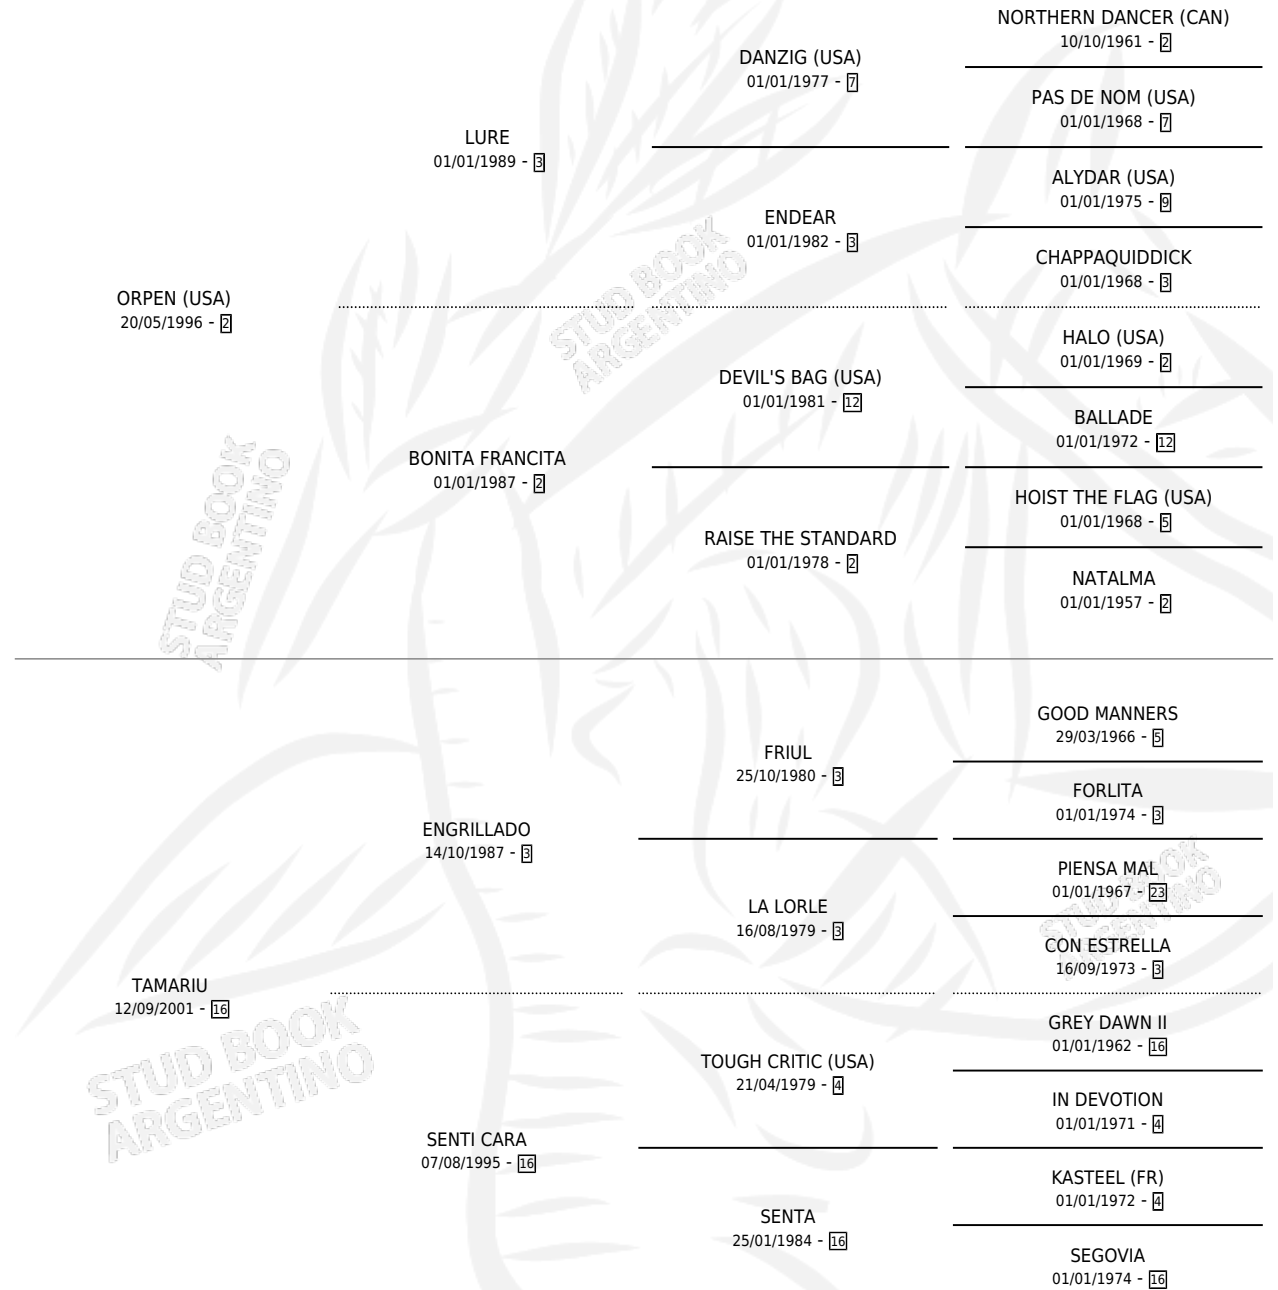 NORTHERN DANCER (CAN)
10/10/1961 - 2
DANZIG (USA)
01/01/1977 - 7
PAS DE NOM (USA)
01/01/1968 - 7
LURE
01/01/1989 - 3
ALYDAR (USA)
01/01/1975 - 9
ENDEAR
01/01/1982 - 3
CHAPPAQUIDDICK
01/01/1968 - 3
ORPEN (USA)
20/05/1996 - 2
HALO (USA)
01/01/1969 - 2
DEVIL'S BAG (USA)
01/01/1981 - 12
BALLADE
01/01/1972 - 12
BONITA FRANCITA
01/01/1987 - 2
HOIST THE FLAG (USA)
01/01/1968 - 5
RAISE THE STANDARD
01/01/1978 - 2
NATALMA
01/01/1957 - 2
GOOD MANNERS
29/03/1966 - 5
FRIUL
25/10/1980 - 3
FORLITA
01/01/1974 - 3
ENGRILLADO
14/10/1987 - 3
PIENSA MAL
01/01/1967 - 23
LA LORLE
16/08/1979 - 3
CON ESTRELLA
16/09/1973 - 3
TAMARIU
12/09/2001 - 16
GREY DAWN II
01/01/1962 - 16
TOUGH CRITIC (USA)
21/04/1979 - 4
IN DEVOTION
01/01/1971 - 4
SENTI CARA
07/08/1995 - 16
KASTEEL (FR)
01/01/1972 - 4
SENTA
25/01/1984 - 16
SEGOVIA
01/01/1974 - 16
STUD BOOK
ARGENTINO
STUD BOOK
ARGENTINO
STUD BOOK
ARGENTINO
STUD BOOK
ARGENTINO